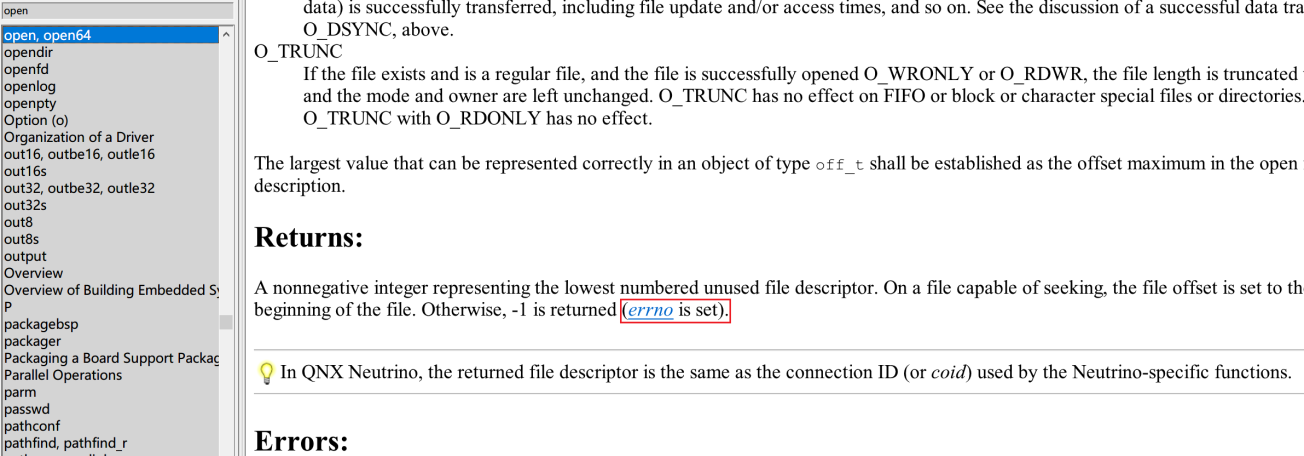 open
open, open64
opendir
openfd
openlog
openpty
Option (o)
Organization of a Driver
out16, outbe16, outle16
out16s
out32, outbe32, outle32
out32s
out8
out8s
output
Overview
Overview of Building Embedded Sy
P
packagebsp
packager
Packaging a Board Support Packag
Parallel Operations
parm
passwd
pathconf
pathfind, pathfind_r
data) is successfully transferred, including file update and/or access times, and so on. See the discussion of a successful data tra
O_DSYNC, above.
O_TRUNC
If the file exists and is a regular file, and the file is successfully opened O_WRONLY or O_RDWR, the file length is truncated
and the mode and owner are left unchanged. O_TRUNC has no effect on FIFO or block or character special files or directories.
O_TRUNC with O_RDONLY has no effect.
The largest value that can be represented correctly in an object of type off_t shall be established as the offset maximum in the open
description.
Returns:
A nonnegative integer representing the lowest numbered unused file descriptor. On a file capable of seeking, the file offset is set to the
beginning of the file. Otherwise, -1 is returned (errno is set).
In QNX Neutrino, the returned file descriptor is the same as the connection ID (or coid) used by the Neutrino-specific functions.
Errors: